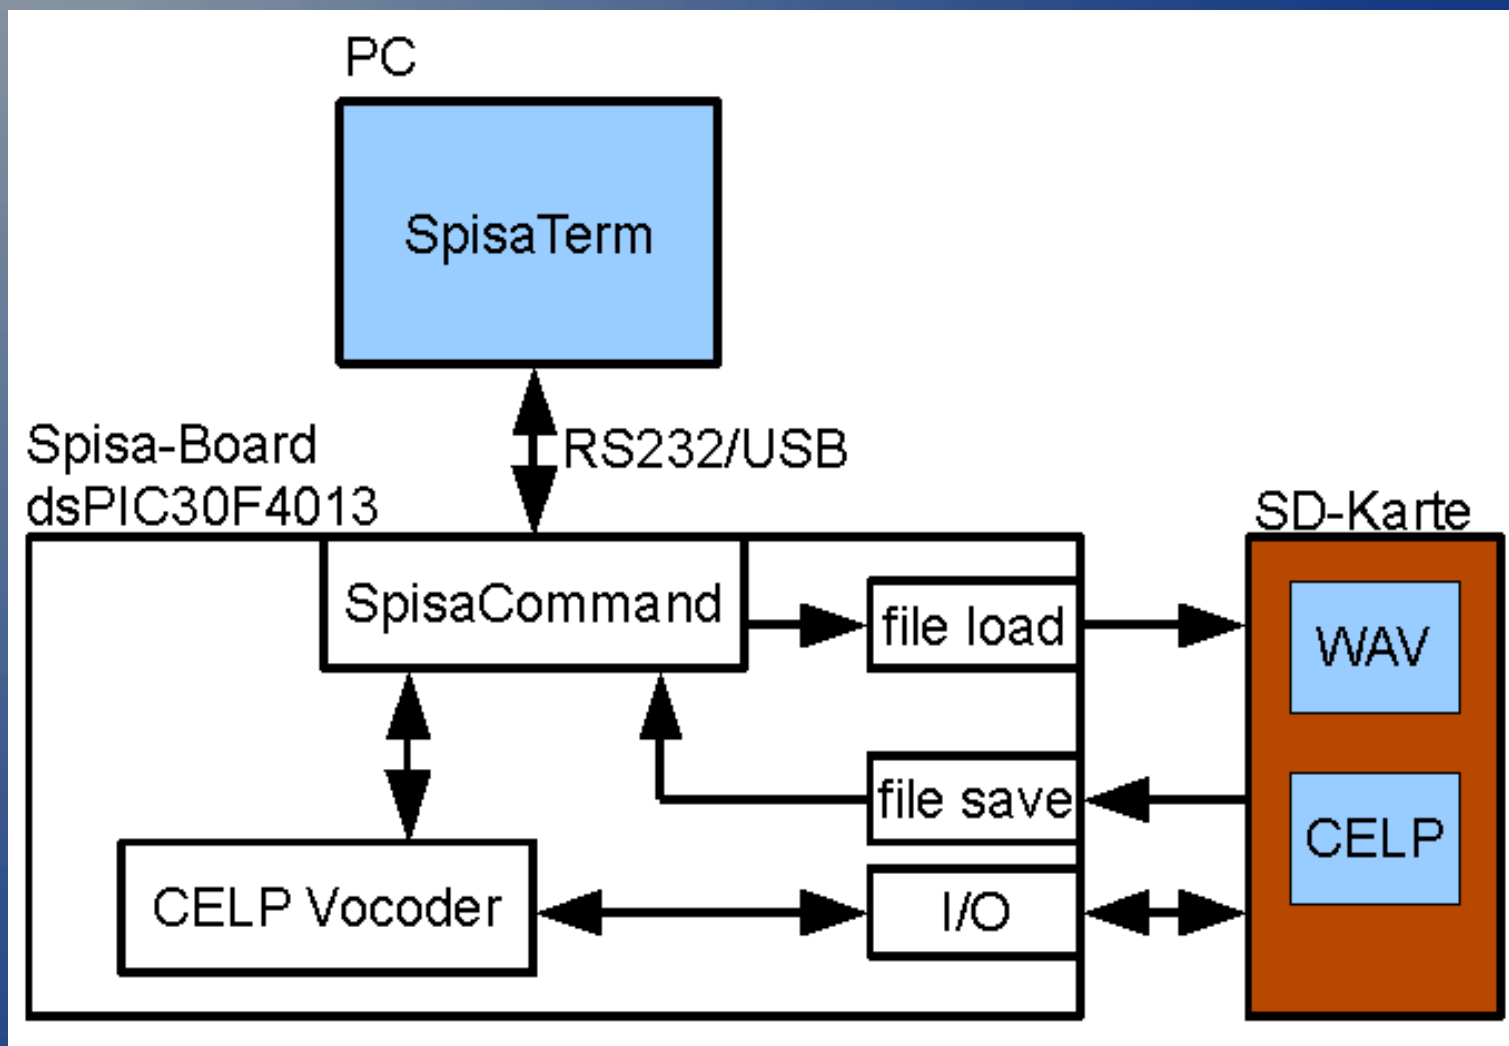 PC
SpisaTerm
RS232/USB
Spisa-Board
dsPIC30F4013
SD-Karte
SpisaCommand
file load
WAV
file save
CELP
CELP Vocoder
I/O